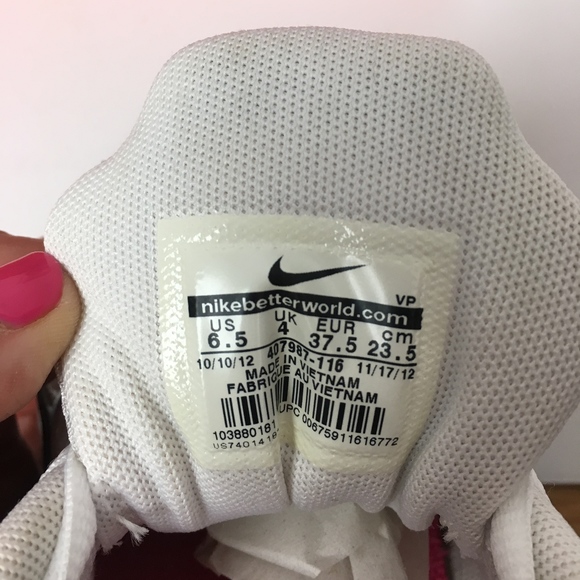 nikebetterworld.com VP
US UK EUR cm
6.5 4 37.5 23.5
10/10/12 407987-116 11/17/12
MADE IN VIETNAM
FABRIQUE AU VIETNAM
103880181 UPC 00675911616772